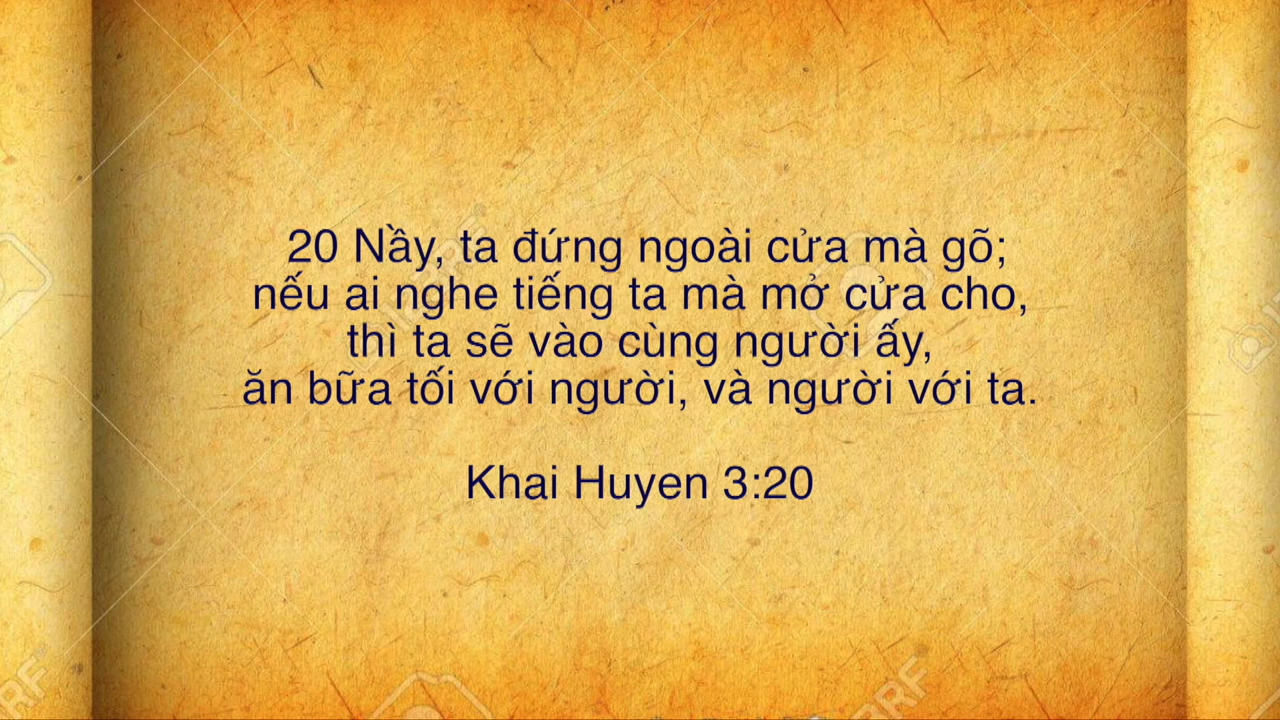 20 Nầy, ta đứng ngoài cửa mà gõ;
nếu ai nghe tiếng ta mà mở cửa cho,
thì ta sẽ vào cùng người ấy,
ăn bữa tối với người, và người với ta.
Khai Huyen 3:20